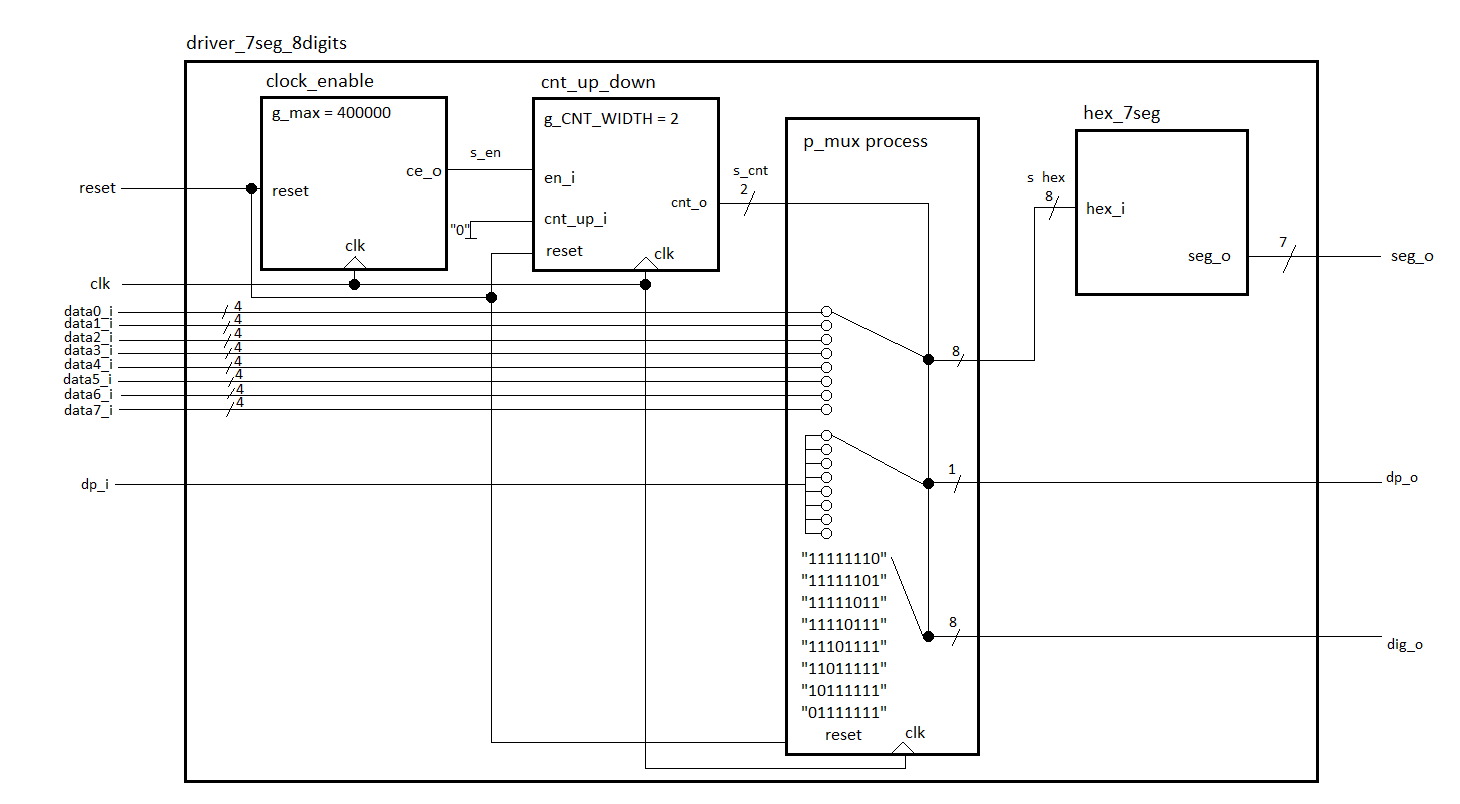 driver_7seg_8digits
clock_enable
g_max = 400000
ce_o
reset
clk
s_en
cnt_up_down
g_CNT_WIDTH = 2
en_i
cnt_up_i
"0"
reset
cnt_o
clk
s_cnt
2
p_mux process
hex_7seg
s hex
8
hex_i
seg_o
7
seg_o
reset
clk
data0_i
4
data1_i
4
data2_i
4
data3_i
4
data4_i
4
data5_i
4
data6_i
4
data7_i
4
8
dp_i
1
dp_o
"11111110"
"11111101"
"11111011"
"11110111"
"11101111"
"11011111"
"10111111"
"01111111"
8
dig_o
reset
clk